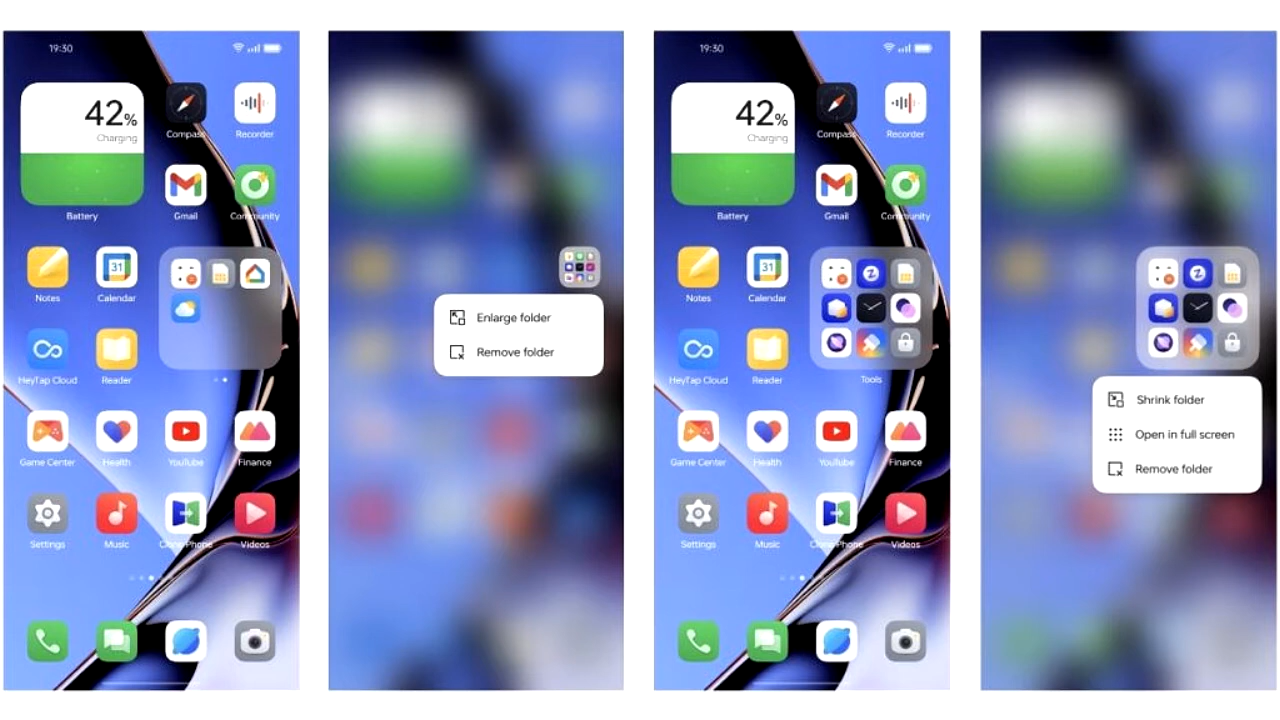 19:30
42%
Charging
Compass
Recorder
Battery
Gmail
Community
31
Notes
Calendar
HeyTap Cloud
Reader
Game Center
Health
YouTube
Finance
Settings
Music
Clone Phone
Videos
Enlarge folder
Remove folder
19:30
42%
Charging
Compass
Recorder
Battery
Gmail
Community
31
Notes
Calendar
HeyTap Cloud
Reader
Tools
Game Center
Health
YouTube
Finance
Settings
Music
Clone Phone
Videos
Shrink folder
Open in full screen
Remove folder